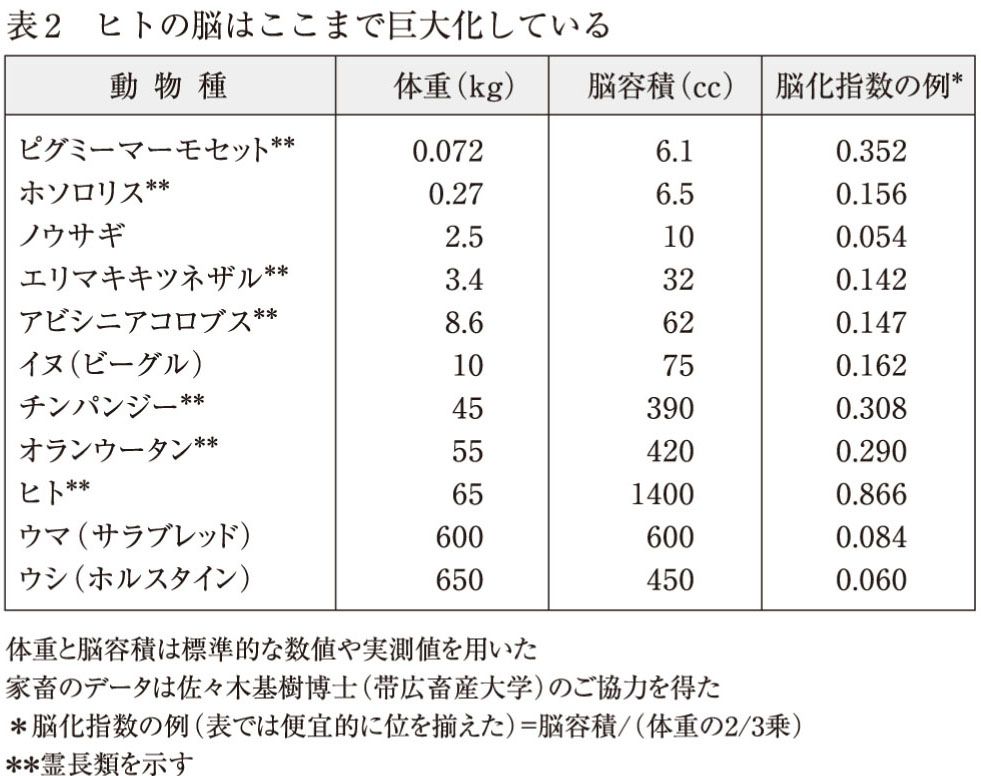 表2　ヒトの脳はここまで巨大化している
動物種 体重(kg) 脳容積(cc) 脳化指数の例*
ピグミーマーモセット** 0.072 6.1 0.352
ホソロリス** 0.27 6.5 0.156
ノウサギ 2.5 10 0.054
エリマキキツネザル** 3.4 32 0.142
アビシニアコロブス** 8.6 62 0.147
イヌ(ビーグル) 10 75 0.162
チンパンジー** 45 390 0.308
オランウータン** 55 420 0.290
ヒト** 65 1400 0.866
ウマ(サラブレッド) 600 600 0.084
ウシ(ホルスタイン) 650 450 0.060
体重と脳容積は標準的な数値や実測値を用いた
家畜のデータは佐々木基樹博士(帯広畜産大学)のご協力を得た
*脳化指数の例(表では便宜的に位を揃えた)=脳容積/(体重の2/3乗)
**霊長類を示す